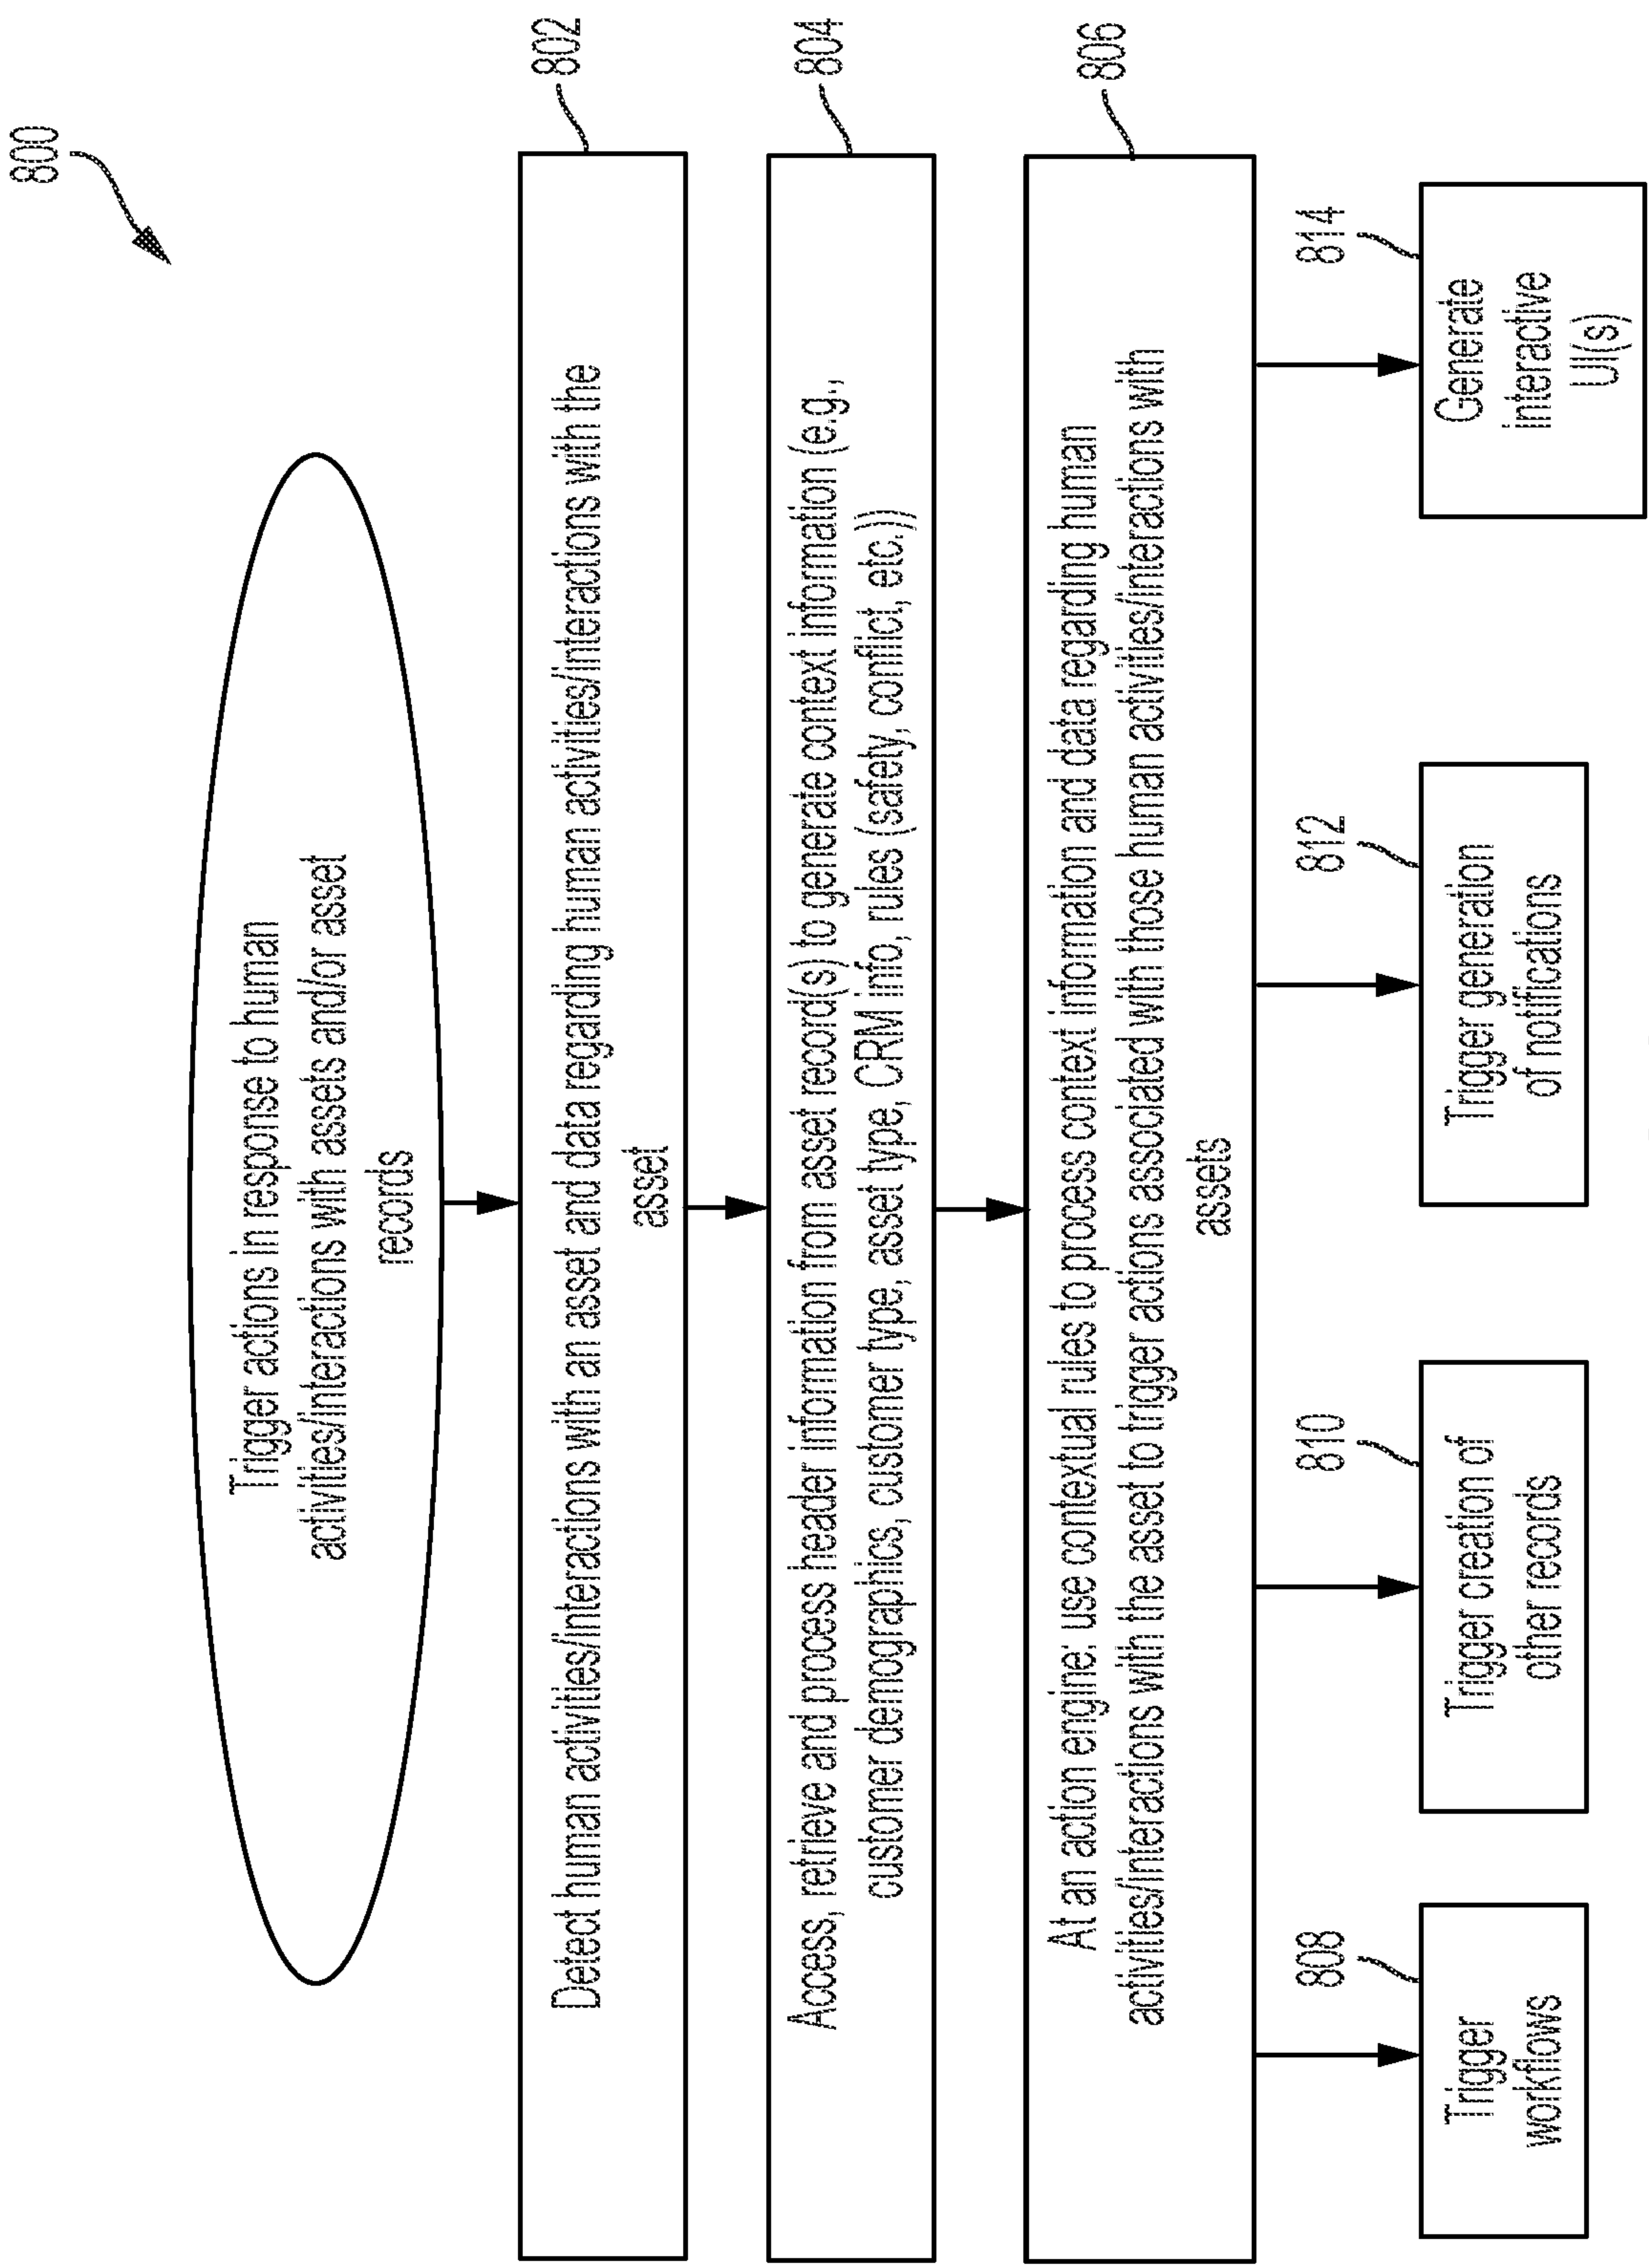 800
Trigger actions in response to human
activities/interactions with assets and/or asset
records
802
Detect human activities/interactions with an asset and data regarding human activities/interactions with the
asset
804
Access, retrieve and process header information from asset record(s) to generate context information (e.g.,
customer demographics, customer type, asset type, CRM info, rules (safety, conflict, etc.))
806
At an action engine: use contextual rules to process context information and data regarding human
activities/interactions with the asset to trigger actions associated with those human activities/interactions with
assets
808
Trigger
workflows
810
Trigger creation of
other records
812
Trigger generation
of notifications
814
Generate
interactive
UI(s)